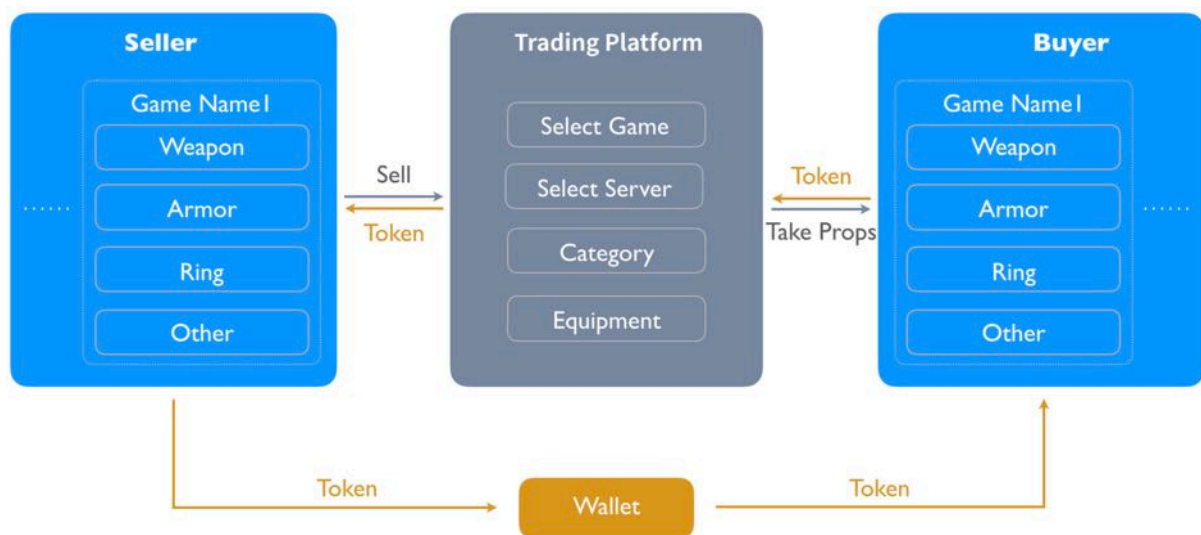 Seller
Game Name1
Weapon
Armor
Ring
Other
......
Sell
Token
Trading Platform
Select Game
Select Server
Category
Equipment
Token
Take Props
Buyer
Game Name1
Weapon
Armor
Ring
Other
......
Token
Wallet
Token